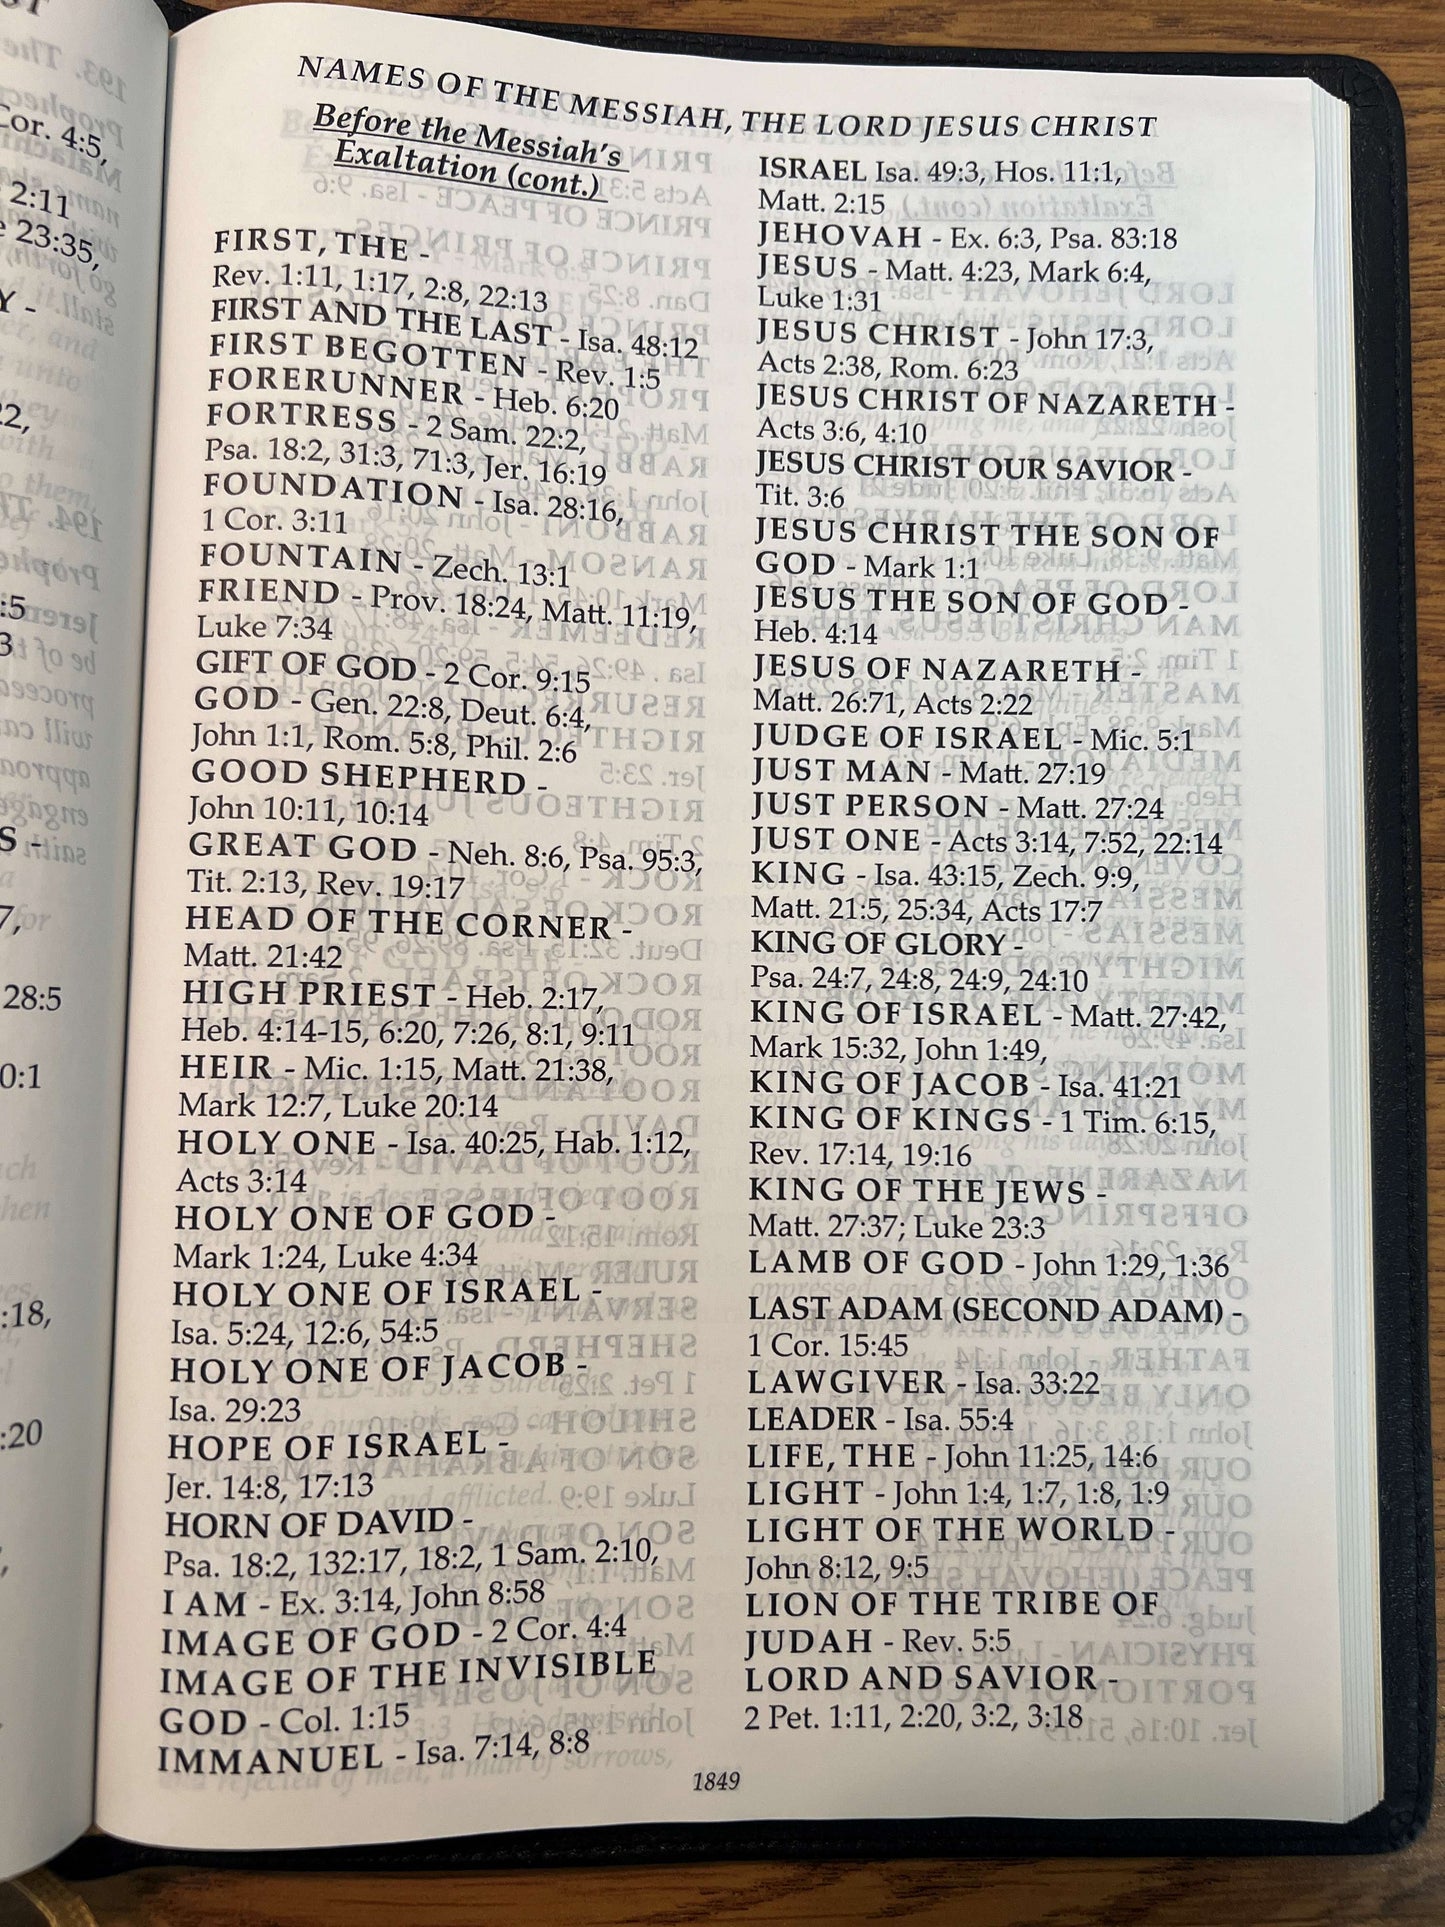 NAMES OF THE MESSIAH, THE LORD JESUS CHRIST
Before the Messiah's
Exaltation (cont.)
FIRST, THE -
Rev. 1:11, 1:17, 2:8, 22:13
FIRST AND THE LAST - Isa. 48:12
FIRST BEGOTTEN - Rev. 1:5
FORERUNNER - Heb. 6:20
FORTRESS - 2 Sam. 22:2,
Psa. 18:2, 31:3, 71:3, Jer. 16:19
FOUNDATION - Isa. 28:16,
1 Cor. 3:11
FOUNTAIN - Zech. 13:1
FRIEND - Prov. 18:24, Matt. 11:19,
Luke 7:34
GIFT OF GOD - 2 Cor. 9:15
GOD - Gen. 22:8, Deut. 6:4,
John 1:1, Rom. 5:8, Phil. 2:6
GOOD SHEPHERD -
John 10:11, 10:14
GREAT GOD - Neh. 8:6, Psa. 95:3,
Tit. 2:13, Rev. 19:17
HEAD OF THE CORNER -
Matt. 21:42
HIGH PRIEST - Heb. 2:17,
Heb. 4:14-15, 6:20, 7:26, 8:1, 9:11
HEIR - Mic. 1:15, Matt. 21:38,
Mark 12:7, Luke 20:14
HOLY ONE - Isa. 40:25, Hab. 1:12,
Acts 3:14
HOLY ONE OF GOD -
Mark 1:24, Luke 4:34
HOLY ONE OF ISRAEL -
Isa. 5:24, 12:6, 54:5
HOLY ONE OF JACOB -
Isa. 29:23
HOPE OF ISRAEL -
Jer. 14:8, 17:13
HORN OF DAVID -
Psa. 18:2, 132:17, 18:2, 1 Sam. 2:10,
I AM - Ex. 3:14, John 8:58
IMAGE OF GOD - 2 Cor. 4:4
IMAGE OF THE INVISIBLE
GOD - Col. 1:15
IMMANUEL - Isa. 7:14, 8:8
ISRAEL Isa. 49:3, Hos. 11:1,
Matt. 2:15
JEHOVAH - Ex. 6:3, Psa. 83:18
JESUS - Matt. 4:23, Mark 6:4,
Luke 1:31
JESUS CHRIST - John 17:3,
Acts 2:38, Rom. 6:23
JESUS CHRIST OF NAZARETH -
Acts 3:6, 4:10
JESUS CHRIST OUR SAVIOR -
Tit. 3:6
JESUS CHRIST THE SON OF
GOD - Mark 1:1
JESUS THE SON OF GOD -
Heb. 4:14
JESUS OF NAZARETH -
Matt. 26:71, Acts 2:22
JUDGE OF ISRAEL - Mic. 5:1
JUST MAN - Matt. 27:19
JUST PERSON - Matt. 27:24
JUST ONE - Acts 3:14, 7:52, 22:14
KING - Isa. 43:15, Zech. 9:9,
Matt. 21:5, 25:34, Acts 17:7
KING OF GLORY -
Psa. 24:7, 24:8, 24:9, 24:10
KING OF ISRAEL - Matt. 27:42,
Mark 15:32, John 1:49,
KING OF JACOB - Isa. 41:21
KING OF KINGS - 1 Tim. 6:15,
Rev. 17:14, 19:16
KING OF THE JEWS -
Matt. 27:37; Luke 23:3
LAMB OF GOD - John 1:29, 1:36
LAST ADAM (SECOND ADAM) -
1 Cor. 15:45
LAWGIVER - Isa. 33:22
LEADER - Isa. 55:4
LIFE, THE - John 11:25, 14:6
LIGHT - John 1:4, 1:7, 1:8, 1:9
LIGHT OF THE WORLD -
John 8:12, 9:5
LION OF THE TRIBE OF
JUDAH - Rev. 5:5
LORD AND SAVIOR -
2 Pet. 1:11, 2:20, 3:2, 3:18
1849